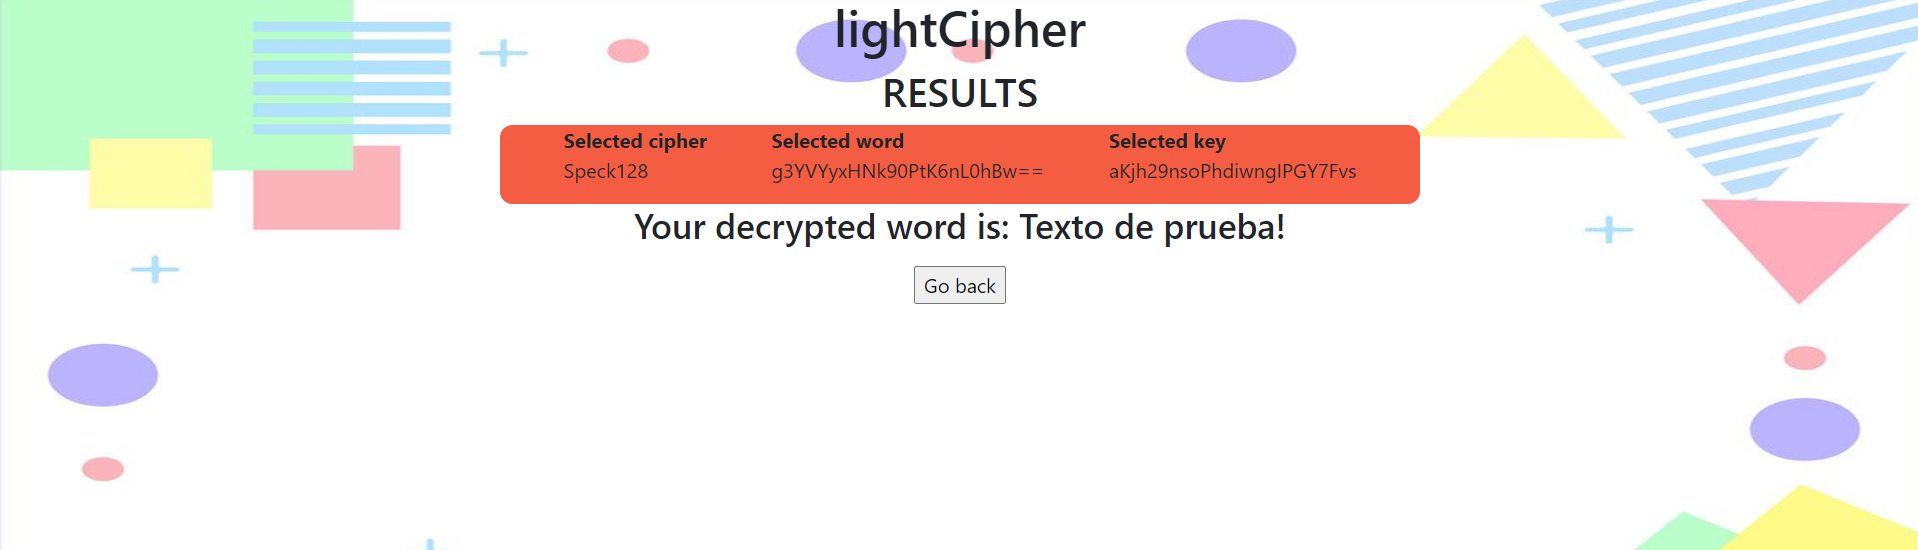 lightCipher
RESULTS
Selected cipher Selected word Selected key
Speck128 g3YVYyxHNk90PtK6nL0hBw== aKjh29nsoPhdiwnglPGY7Fvs
Your decrypted word is: Texto de prueba!
Go back